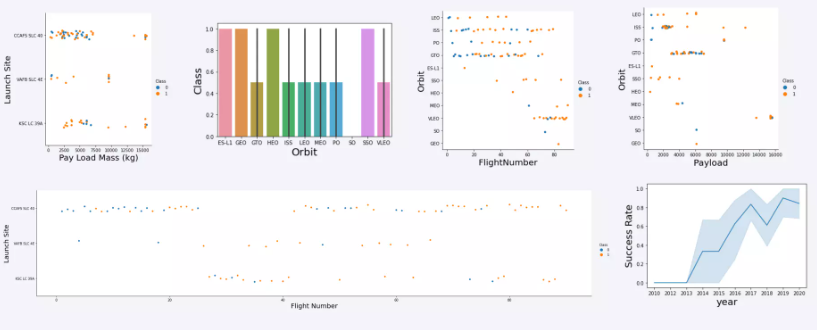 Launch Site
CCAFS SLC 40
VAFB SLC 4E
KSC LC 39A
0 2500 5000 7500 10000 12500 15000
Pay Load Mass (kg)
Class
0
1
Class
1.0
0.8
0.6
0.4
0.2
0.0
ES-L1 GEO GTO HEO ISS LEO MEO PO SO SSO VLEO
Orbit
Orbit
LEO
ISS
PO
GTO
ES-L1
SSO
HEO
MEO
VLEO
SO
GEO
0 20 40 60 80
FlightNumber
Class
0
1
Orbit
LEO
ISS
PO
GTO
ES-L1
SSO
HEO
MEO
VLEO
SO
GEO
0 2000 4000 6000 8000 10000 12000 14000 16000
Payload
Class
0
1
Launch Site
CCAFS SLC 40
VAFB SLC 4E
KSC LC 39A
0 20 40 60 80
Flight Number
Class
0
1
Success Rate
1.0
0.8
0.6
0.4
0.2
0.0
2010 2012 2013 2014 2015 2016 2017 2018 2019 2020
year